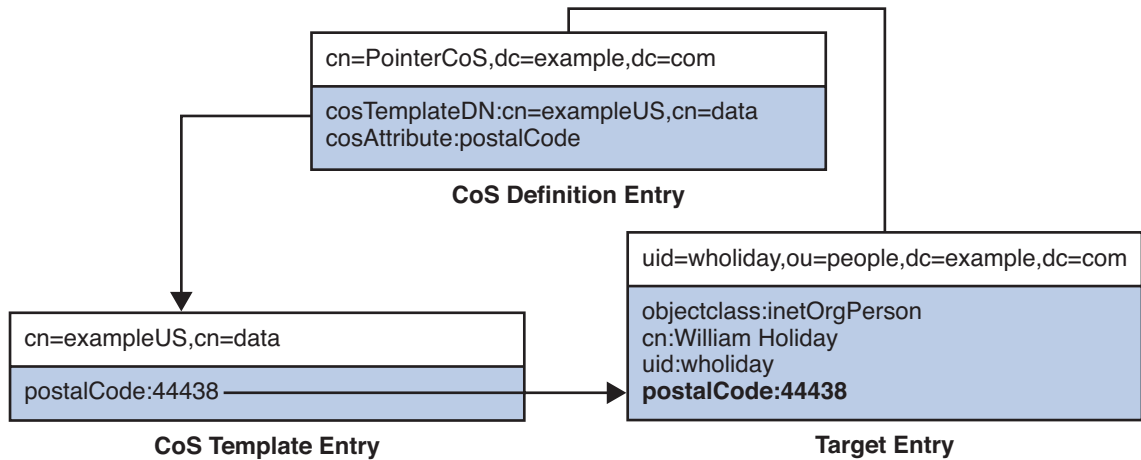 cn=PointerCoS,dc=example,dc=com
cosTemplateDN:cn=exampleUS,cn=data
cosAttribute:postalCode
CoS Definition Entry
uid=wholiday,ou=people,dc=example,dc=com
objectclass:inetOrgPerson
cn:William Holiday
uid:wholiday
postalCode:44438
Target Entry
cn=exampleUS,cn=data
postalCode:44438
CoS Template Entry